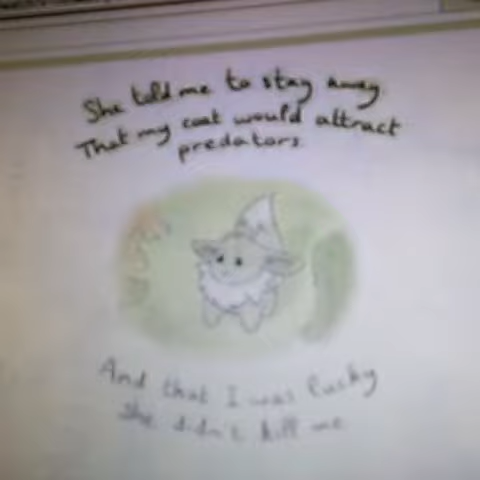 She told me to stay away
That my coat would attract
predators
And that I was lucky
she didn't kill me